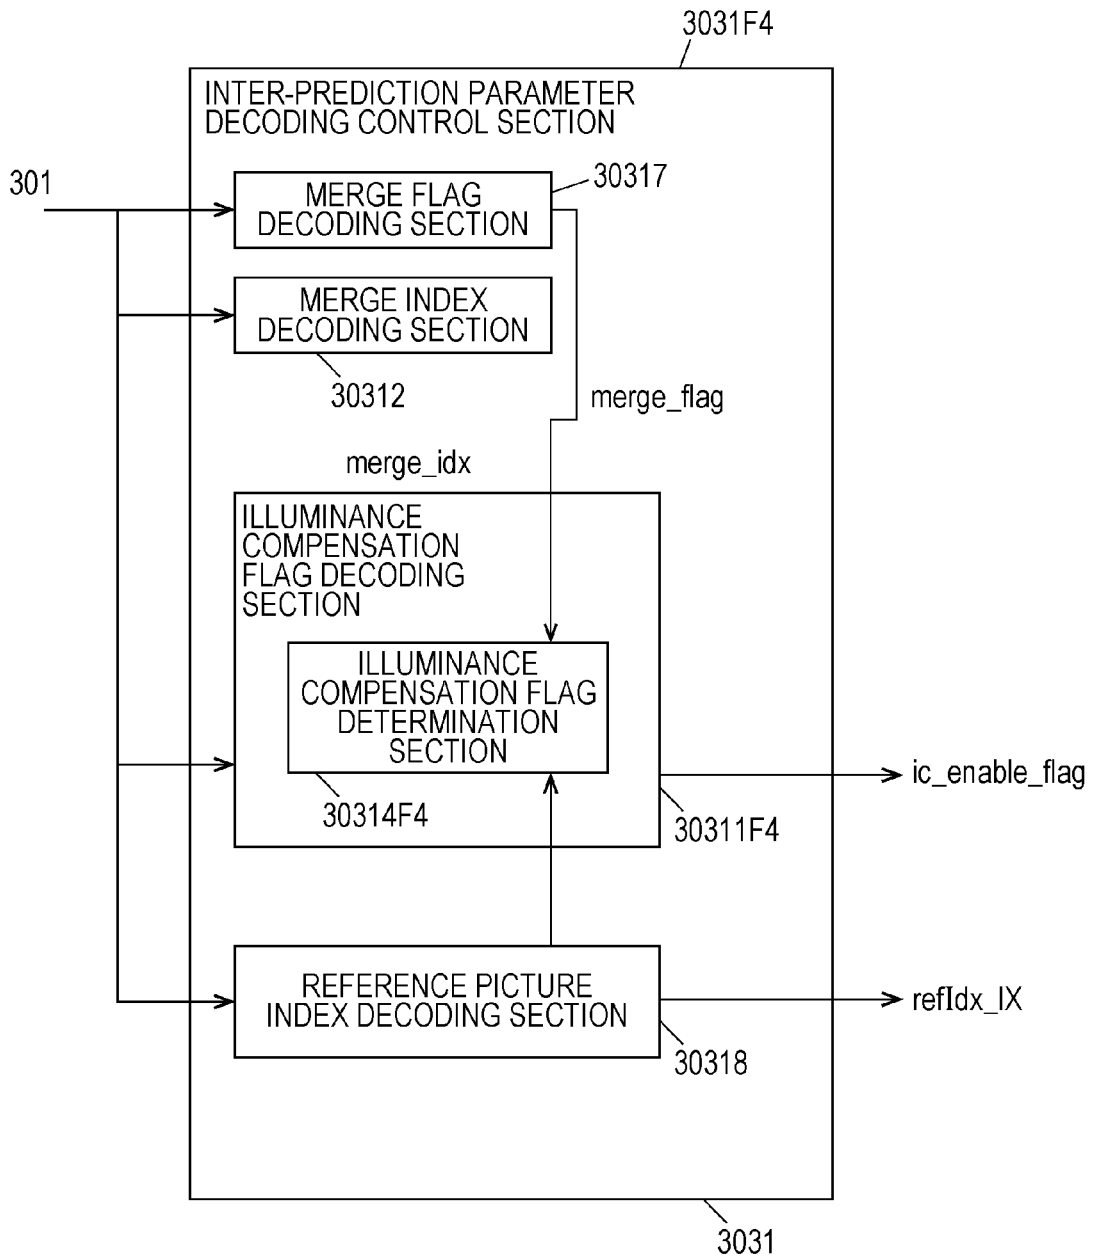 3031F4
INTER-PREDICTION PARAMETER
DECODING CONTROL SECTION
301
MERGE FLAG
DECODING SECTION
30317
MERGE INDEX
DECODING SECTION
30312
merge_flag
merge_idx
ILLUMINANCE
COMPENSATION
FLAG DECODING
SECTION
ILLUMINANCE
COMPENSATION FLAG
DETERMINATION
SECTION
30314F4
30311F4
ic_enable_flag
REFERENCE PICTURE
INDEX DECODING SECTION
refIdx_IX
30318
3031